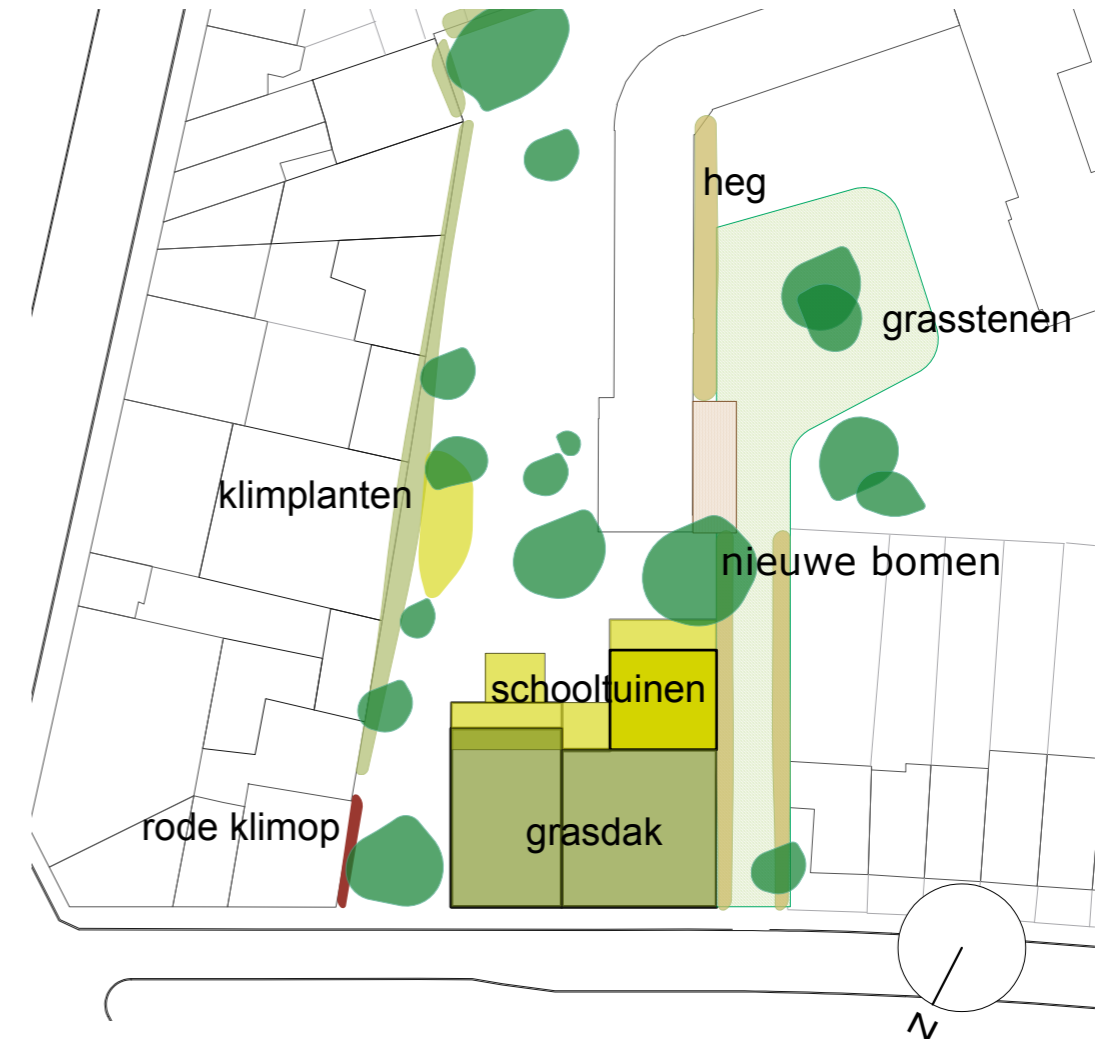 heg
grasstenen
klimplanten
nieuwe bomen
schooltuinen
rode klimop
grasdak
N